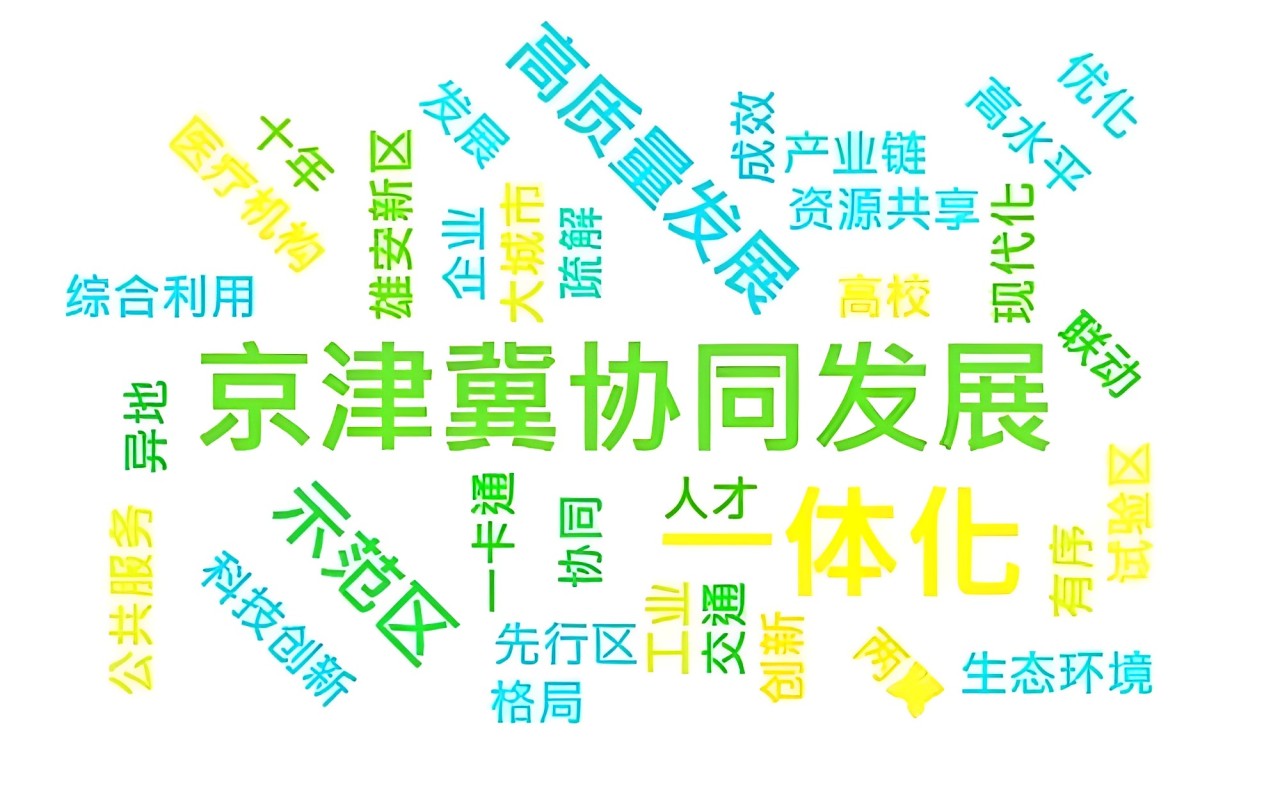 高质量发展
优化
高水平
发展
成效
十年
医疗机构
雄安新区
产业链
资源共享
企业
大城市
疏解
现代化
综合利用
高校
联动
京津冀协同发展
异地
示范区
一卡通
协同
人才
一体化
试验区
有序
公共服务
科技创新
工业
交通
创新
先行区
两
生态环境
格局